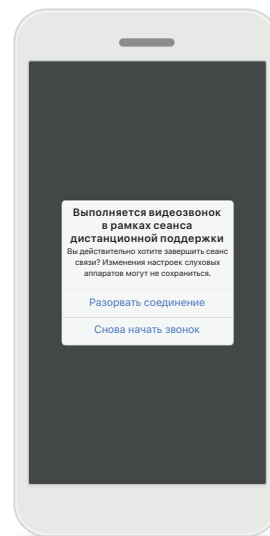 Выполняется видеозвонок
в рамках сеанса
дистанционной поддержки
Вы действительно хотите завершить сеанс
связи? Изменения настроек слуховых
аппаратов могут не сохраниться.
Разорвать соединение
Снова начать звонок